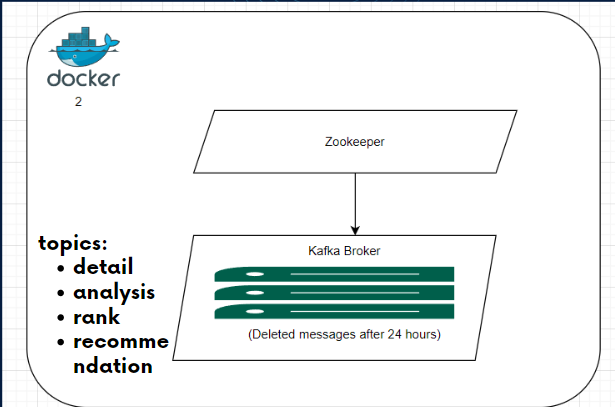 docker
2
Zookeeper
Kafka Broker
(Deleted messages after 24 hours)
topics:
detail
analysis
rank
recomme
ndation